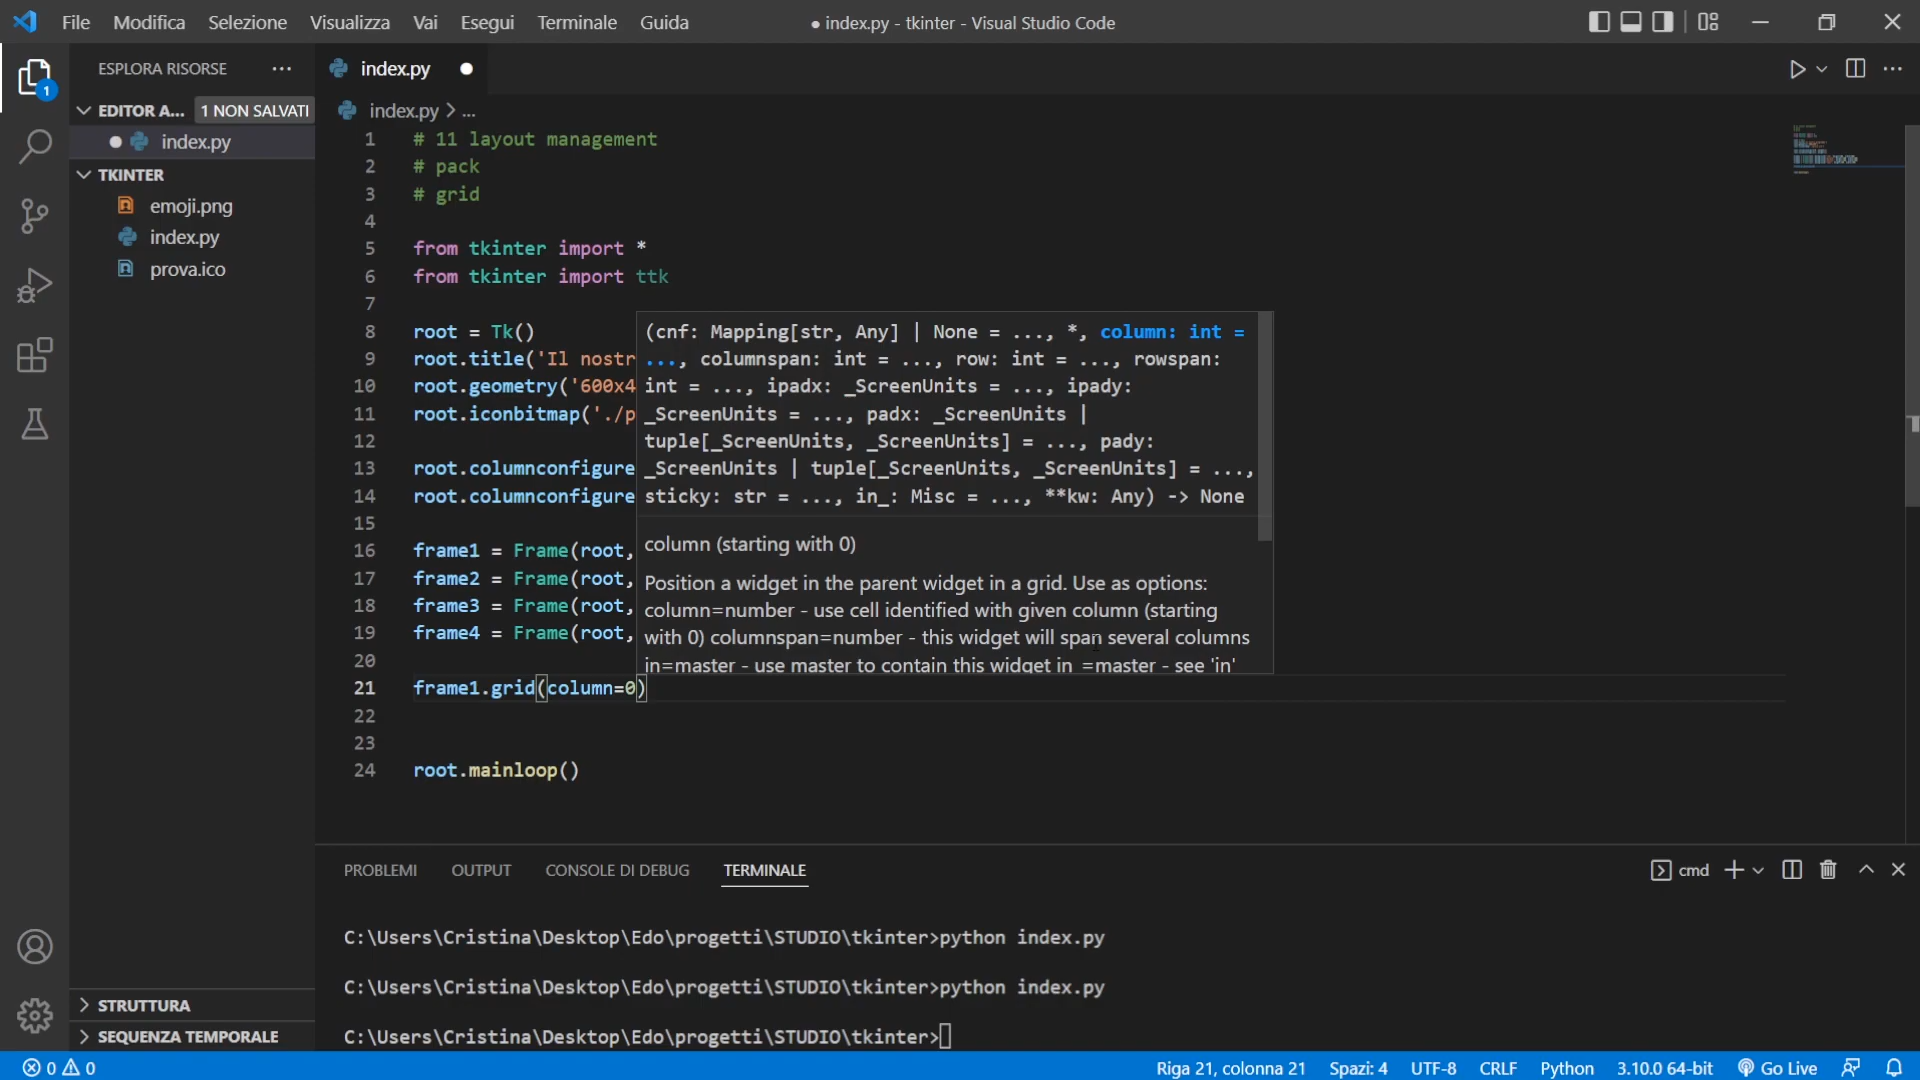 File Modifica Selezione Visualizza Vai Esegui Terminale Guida
● index.py - tkinter - Visual Studio Code
ESPLORA RISORSE ...
index.py ●
EDITOR A... 1 NON SALVATI
● index.py
TKINTER
emoji.png
index.py
prova.ico
STRUTTURA
SEQUENZA TEMPORALE
1
index.py > ...
1 # 11 layout management
2 # pack
3 # grid
4
5 from tkinter import *
6 from tkinter import ttk
7
8 root = Tk()
9 root.title('Il nostr
10 root.geometry('600x4
11 root.iconbitmap('./p
12
13 root.columnconfigure
14 root.columnconfigure
15
16 frame1 = Frame(root,
17 frame2 = Frame(root,
18 frame3 = Frame(root,
19 frame4 = Frame(root,
20
21 frame1.grid(column=0)
22
23
24 root.mainloop()
(cnf: Mapping[str, Any] | None = ..., *, column: int =
..., columnspan: int = ..., row: int = ..., rowspan:
int = ..., ipadx: _ScreenUnits = ..., ipady:
_ScreenUnits = ..., padx: _ScreenUnits |
tuple[_ScreenUnits, _ScreenUnits] = ..., pady:
_ScreenUnits | tuple[_ScreenUnits, _ScreenUnits] = ...,
sticky: str = ..., in_: Misc = ..., **kw: Any) -> None
column (starting with 0)
Position a widget in the parent widget in a grid. Use as options:
column=number - use cell identified with given column (starting
with 0) columnspan=number - this widget will span several columns
in=master - use master to contain this widget in_=master - see 'in'
PROBLEMI OUTPUT CONSOLE DI DEBUG TERMINALE
cmd
C:\Users\Cristina\Desktop\Edo\progetti\STUDIO\tkinter>python index.py
C:\Users\Cristina\Desktop\Edo\progetti\STUDIO\tkinter>python index.py
C:\Users\Cristina\Desktop\Edo\progetti\STUDIO\tkinter>
0 0
Riga 21, colonna 21 Spazi: 4 UTF-8 CRLF Python 3.10.0 64-bit Go Live